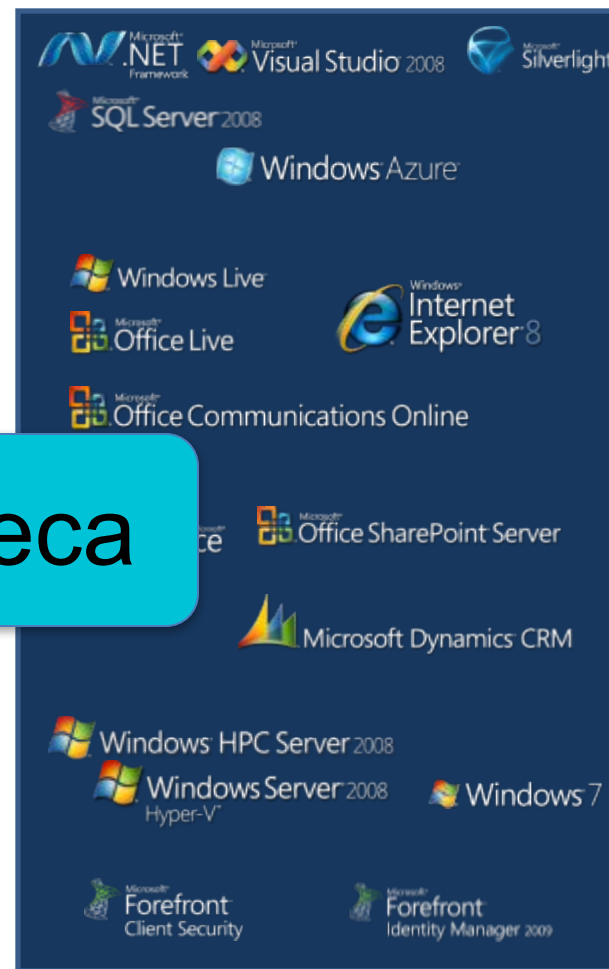 Microsoft
.NET
Framework
Microsoft
Visual Studio 2008
Microsoft
Silverlight
Microsoft
SQL Server 2008
Windows Azure
Windows Live
Windows
Internet
Explorer 8
Microsoft
Office Live
Microsoft
Office Communications Online
eca
ce
Microsoft
Office SharePoint Server
Microsoft Dynamics CRM
Windows HPC Server 2008
Windows Server 2008
Hyper-V
Windows 7
Microsoft
Forefront
Client Security
Microsoft
Forefront
Identity Manager 2009